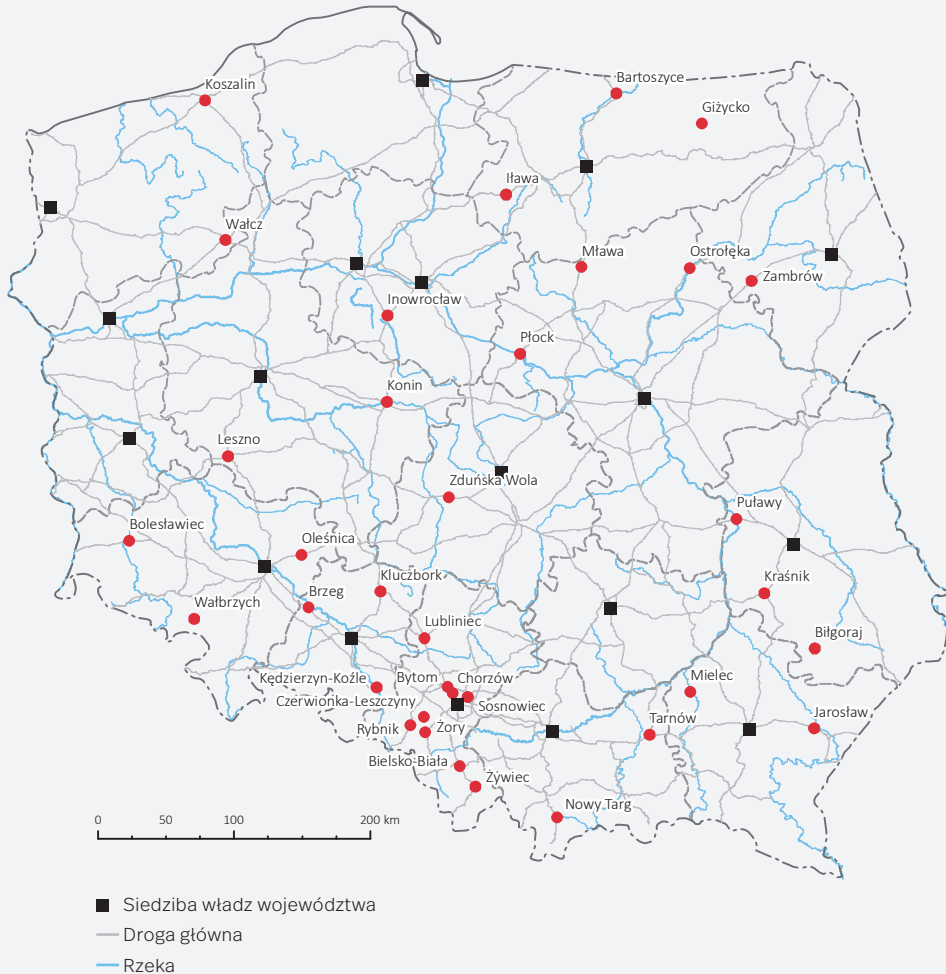 Koszalin
Bartoszyce
Giżycko
Iława
Wałcz
Mława
Ostrołęka
Zambrów
Inowrocław
Płock
Konin
Leszno
Zduńska Wola
Puławy
Bolesławiec
Oleśnica
Kluczbork
Kraśnik
Brzeg
Wałbrzych
Lubliniec
Biłgoraj
Kędzierzyn-Koźle
Bytom
Chorzów
Mielec
Czerwionka-Leszczyny
Sosnowiec
Jarosław
Tarnów
Rybnik
Żory
Bielsko-Biała
Żywiec
Nowy Targ
0 50 100 200 km
Siedziba władz województwa
Droga główna
Rzeka